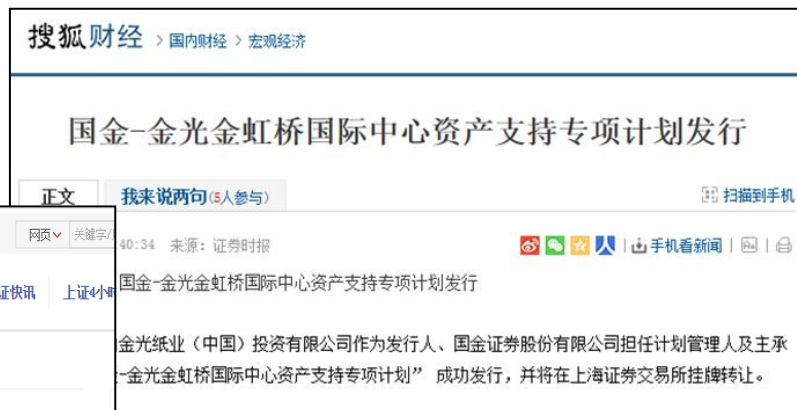 搜狐财经 > 国内财经 > 宏观经济
国金-金光金虹桥国际中心资产支持专项计划发行
正文 我来说两句(5人参与) 扫描到手机
网页 关键字/
40:34 来源：证券时报 手机看新闻
证快讯 上证4小时
国金-金光金虹桥国际中心资产支持专项计划发行
金光纸业（中国）投资有限公司作为发行人、国金证券股份有限公司担任计划管理人及主承
-金光金虹桥国际中心资产支持专项计划” 成功发行，并将在上海证券交易所挂牌转让。